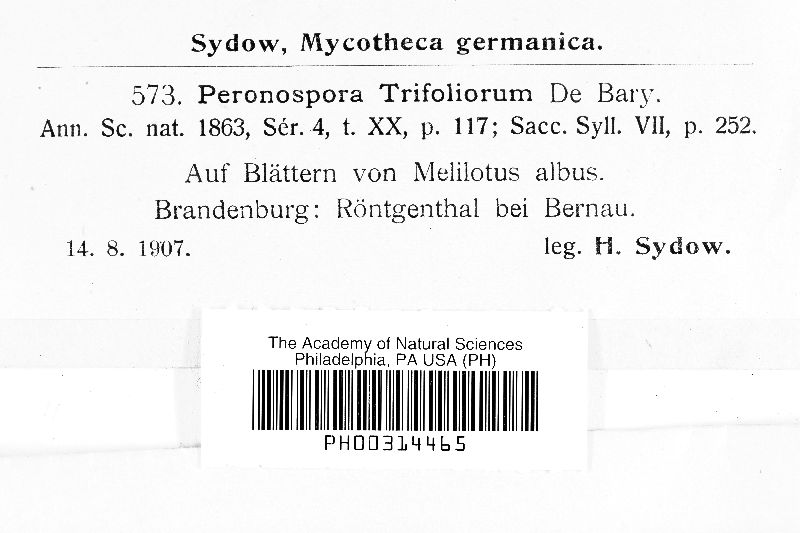 Sydow, Mycotheca germanica.
573. Peronospora Trifoliorum De Bary.
Ann. Sc. nat. 1863, Sér. 4, t. XX, p. 117; Sacc. Syll. VII, p. 252.
Auf Blättern von Melilotus albus.
Brandenburg: Röntgenthal bei Bernau.
14. 8. 1907. leg. H. Sydow.
The Academy of Natural Sciences
Philadelphia, PA USA (PH)
PH00314465